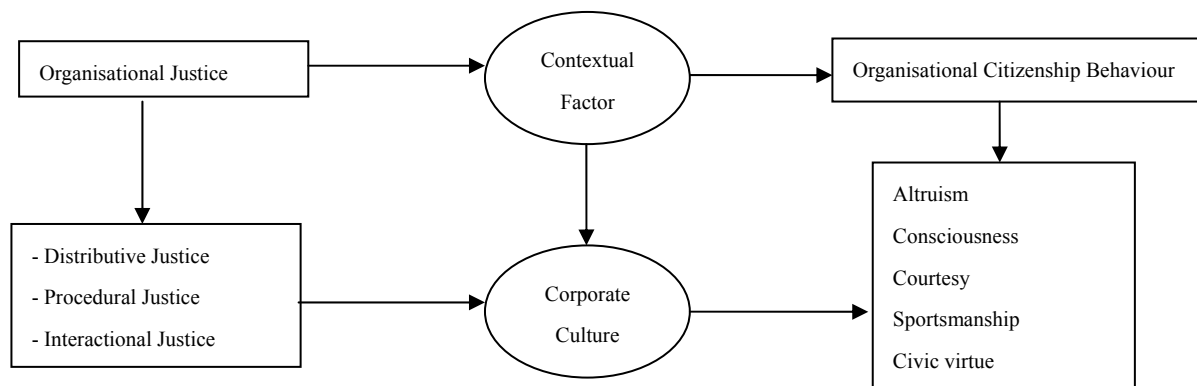 Organisational Justice
Contextual
Factor
Organisational Citizenship Behaviour
- Distributive Justice
- Procedural Justice
- Interactional Justice
Corporate
Culture
Altruism
Consciousness
Courtesy
Sportsmanship
Civic virtue